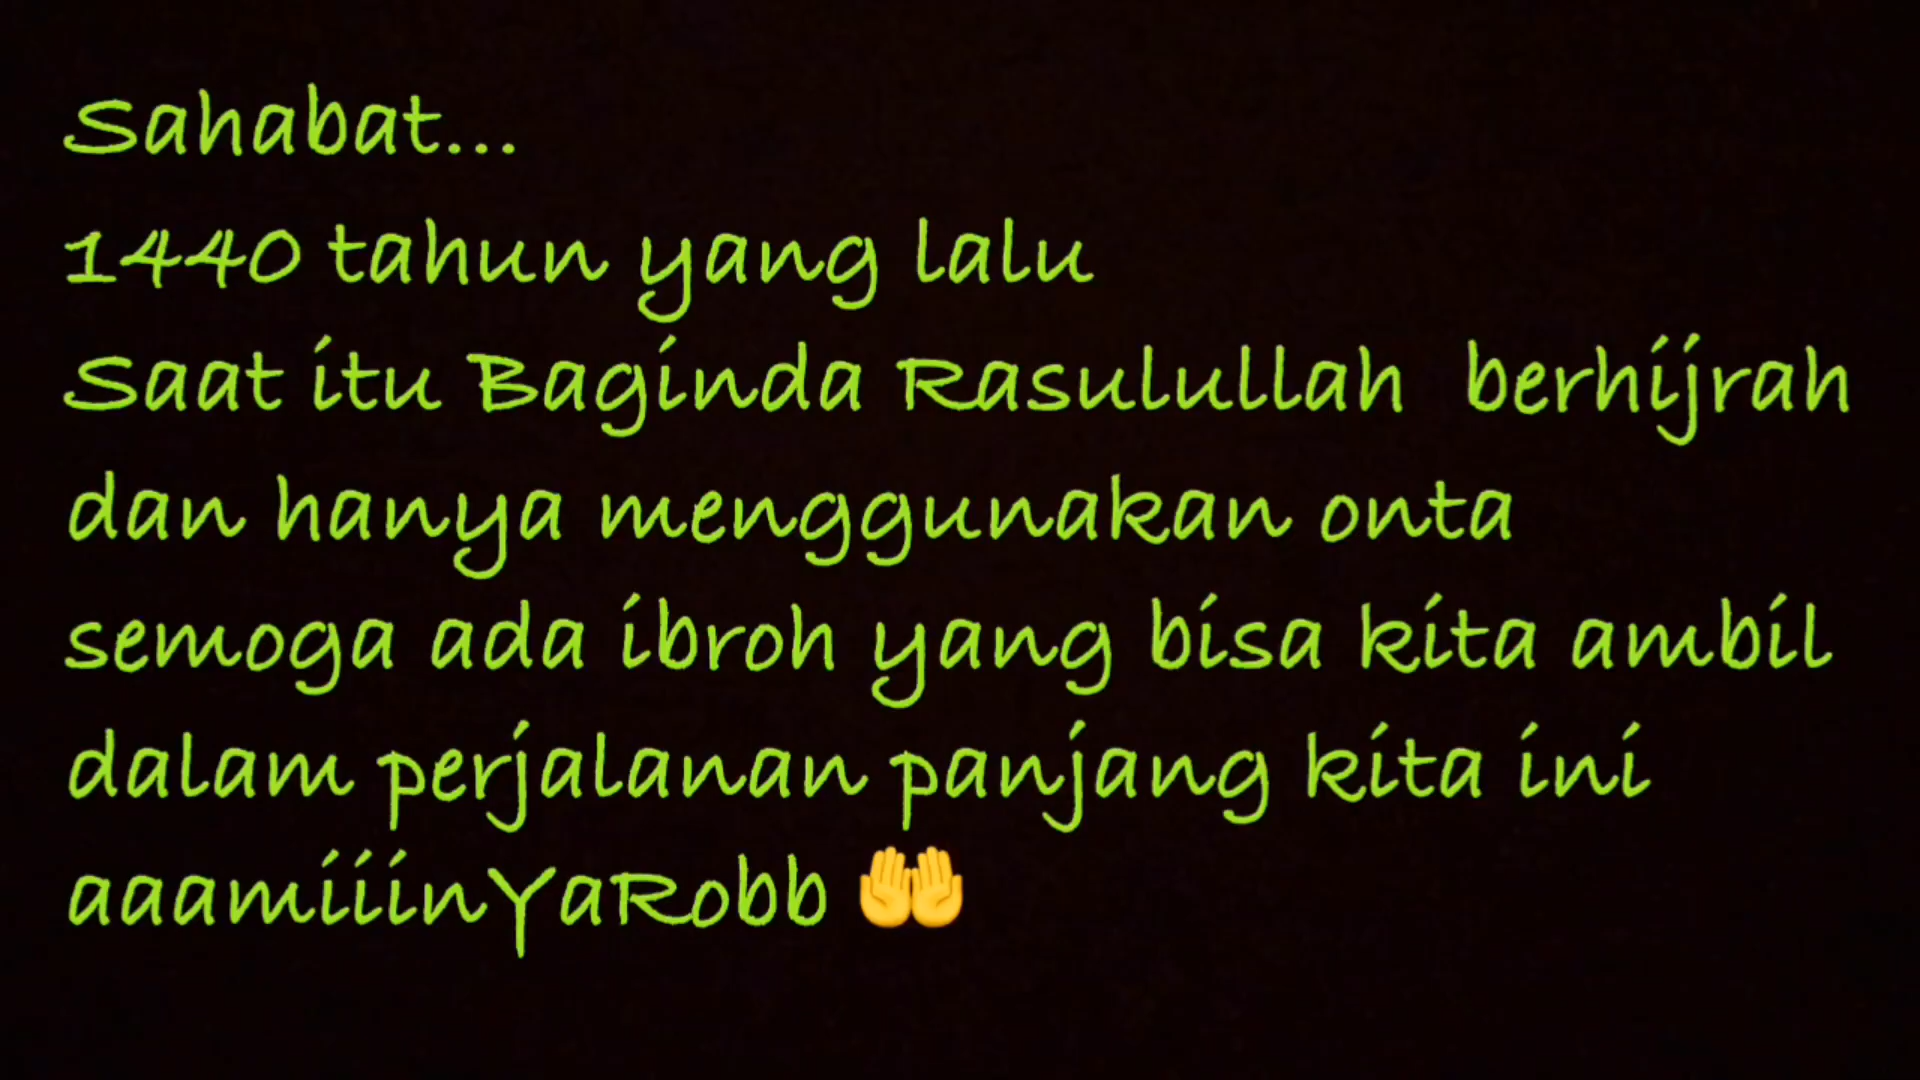 Sahabat...
1440 tahun yang lalu
Saat itu Baginda Rasulullah berhijrah
dan hanya menggunakan onta
semoga ada ibroh yang bisa kita ambil
dalam perjalanan panjang kita ini
aaamiiinYaRobb 🤲